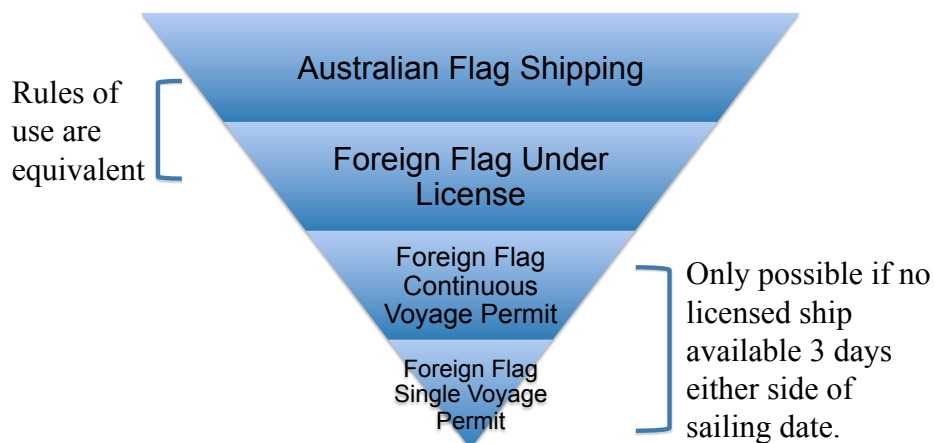 Australian Flag Shipping
Rules of
use are
equivalent
Foreign Flag Under
License
Foreign Flag
Continuous
Voyage Permit
Only possible if no
licensed ship
available 3 days
either side of
sailing date.
Foreign Flag
Single Voyage
Permit